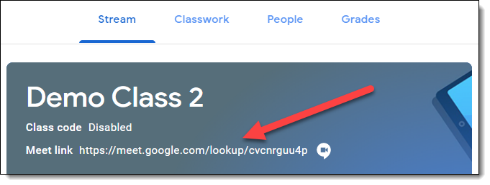 Stream Classwork People Grades
Demo Class 2
Class code Disabled
Meet link https://meet.google.com/lookup/cvcnrguu4p